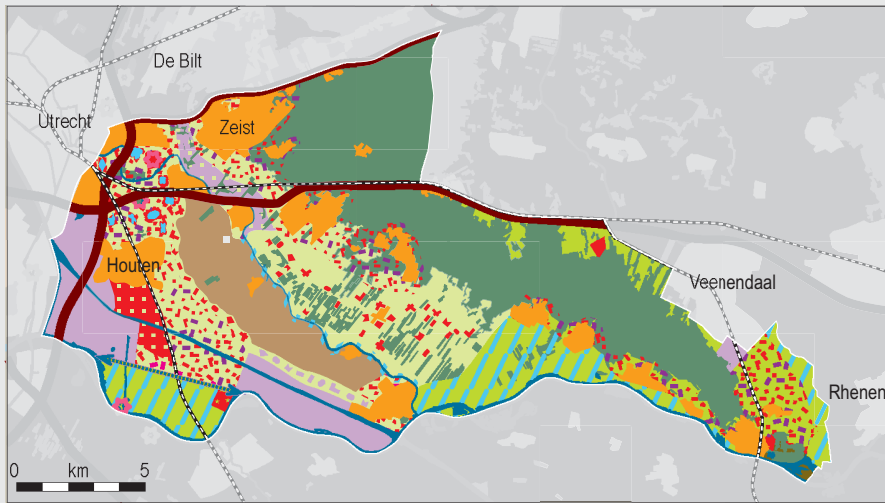 De Bilt
Utrecht
Zeist
Houten
Veenendaal
Rhenen
0 km 5